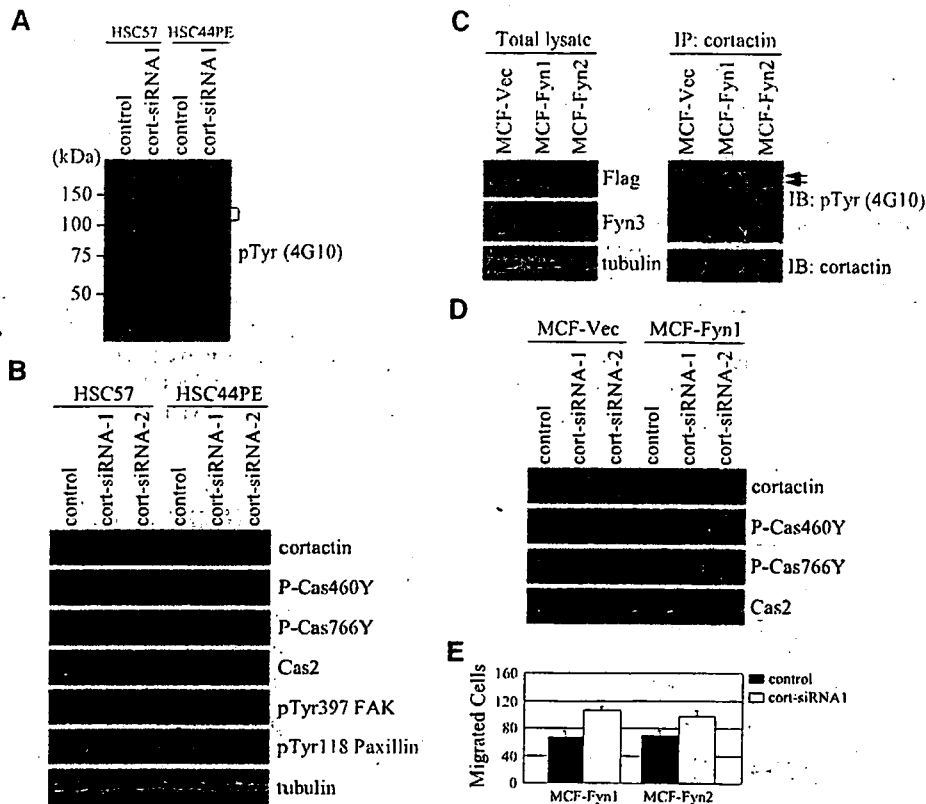 A
HSC57 HSC44PE
control
cort-siRNA1
control
cort-siRNA1
(kDa)
150
100
75
50
pTyr (4G10)
B
HSC57 HSC44PE
control
cort-siRNA-1
cort-siRNA-2
control
cort-siRNA-1
cort-siRNA-2
cortactin
P-Cas460Y
P-Cas766Y
Cas2
pTyr397 FAK
pTyr118 Paxillin
tubulin
C
Total lysate
MCF-Vec
MCF-Fyn1
MCF-Fyn2
Flag
Fyn3
tubulin
IP: cortactin
MCF-Vec
MCF-Fyn1
MCF-Fyn2
IB: pTyr (4G10)
IB: cortactin
D
MCF-Vec MCF-Fyn1
control
cort-siRNA-1
cort-siRNA-2
control
cort-siRNA-1
cort-siRNA-2
cortactin
P-Cas460Y
P-Cas766Y
Cas2
E
Migrated Cells
160
120
80
40
0
MCF-Fyn1 MCF-Fyn2
control
cort-siRNA1